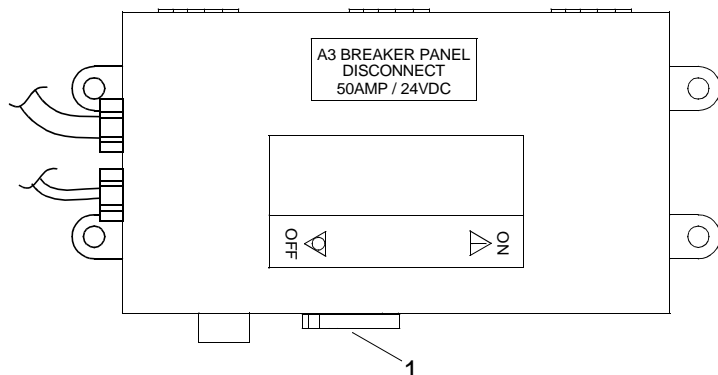 A3 BREAKER PANEL
DISCONNECT
50AMP / 24VDC
OFF
ON
1